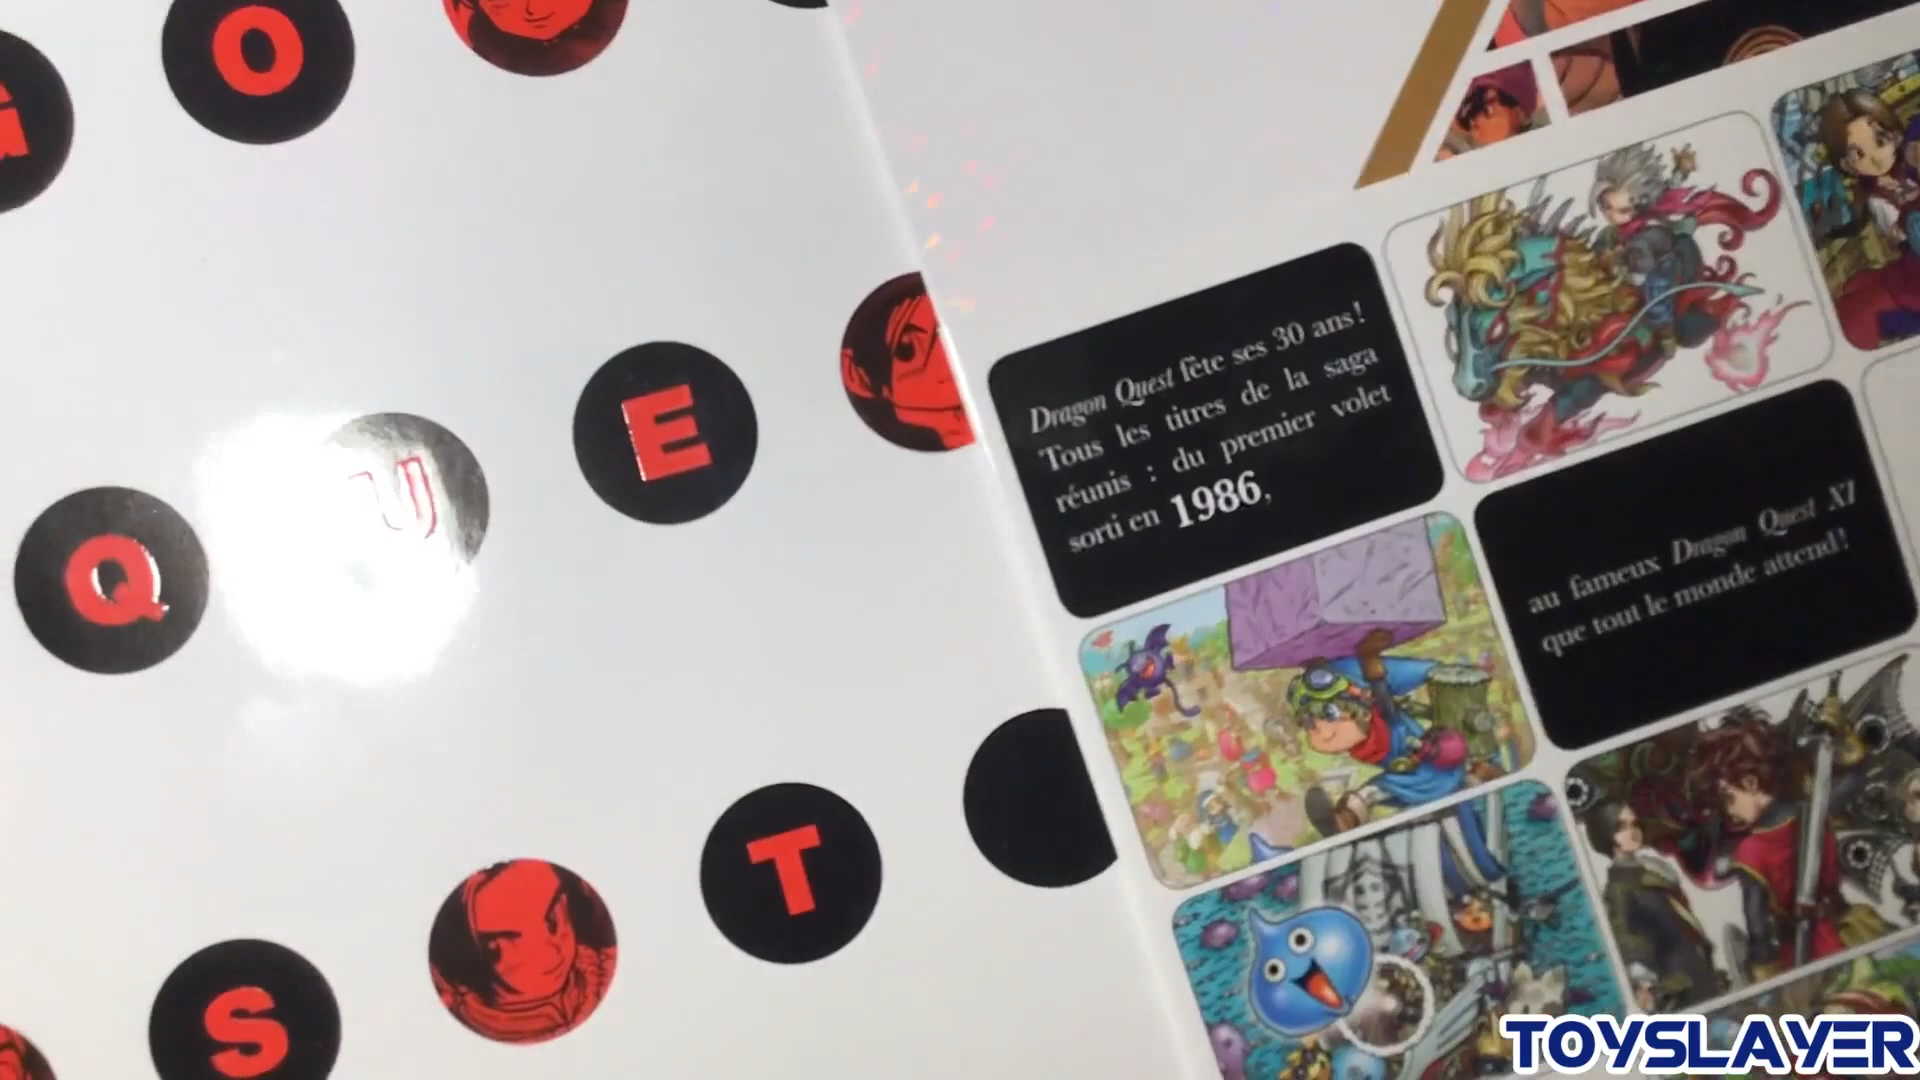 G O
Q U E
S T
Dragon Quest fête ses 30 ans!
Tous les titres de la saga
réunis : du premier volet
sorti en 1986,
au fameux Dragon Quest XI
que tout le monde attend!
TOYSLAYER